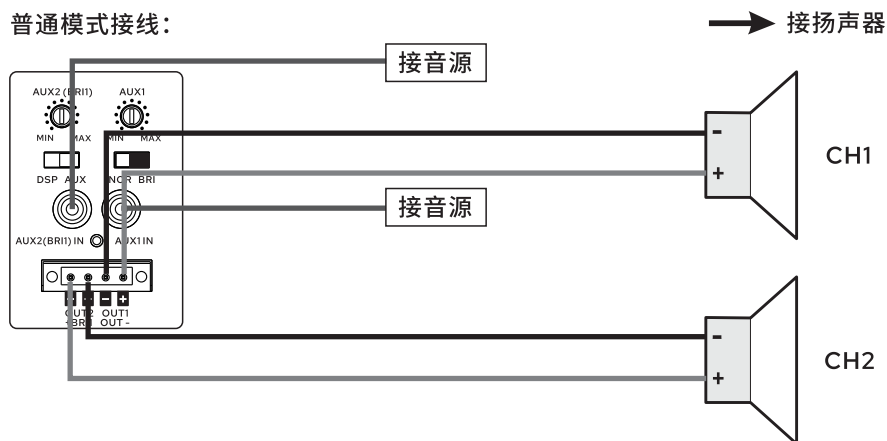 普通模式接线：
接扬声器
接音源
AUX2 (BRI1) AUX1
MIN MAX MIN MAX
DSP AUX NOR BRI
接音源
AUX2(BRI1) IN AUX1 IN
- +
OUT2 OUT1
+BRI1 OUT -
- 
+
CH1
-
+
CH2